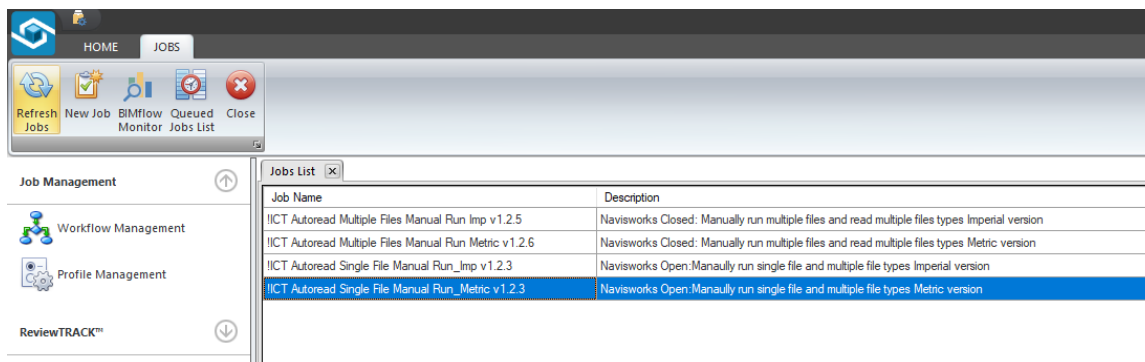 HOME JOBS
Refresh Jobs
New Job
BIMflow Monitor
Queued Jobs List
Close
Job Management
Workflow Management
Profile Management
ReviewTRACK™
Jobs List
Job Name Description
!ICT Autoread Multiple Files Manual Run Imp v1.2.5 Navisworks Closed: Manually run multiple files and read multiple files types Imperial version
!ICT Autoread Multiple Files Manual Run Metric v1.2.6 Navisworks Closed: Manually run multiple files and read multiple files types Metric version
!ICT Autoread Single File Manual Run_Imp v1.2.3 Navisworks Open:Manaully run single file and multiple file types Imperial version
!ICT Autoread Single File Manual Run_Metric v1.2.3 Navisworks Open:Manaully run single file and multiple file types Metric version